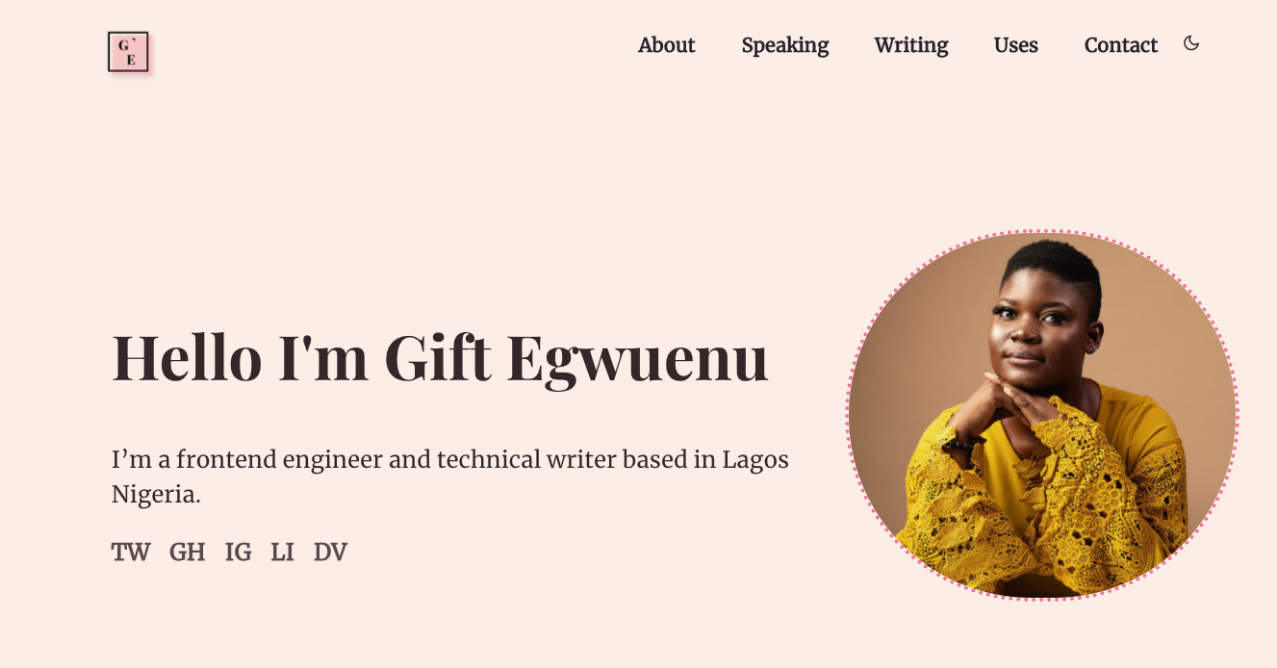 G`
E
About Speaking Writing Uses Contact
Hello I'm Gift Egwuenu
I’m a frontend engineer and technical writer based in Lagos
Nigeria.
TW GH IG LI DV